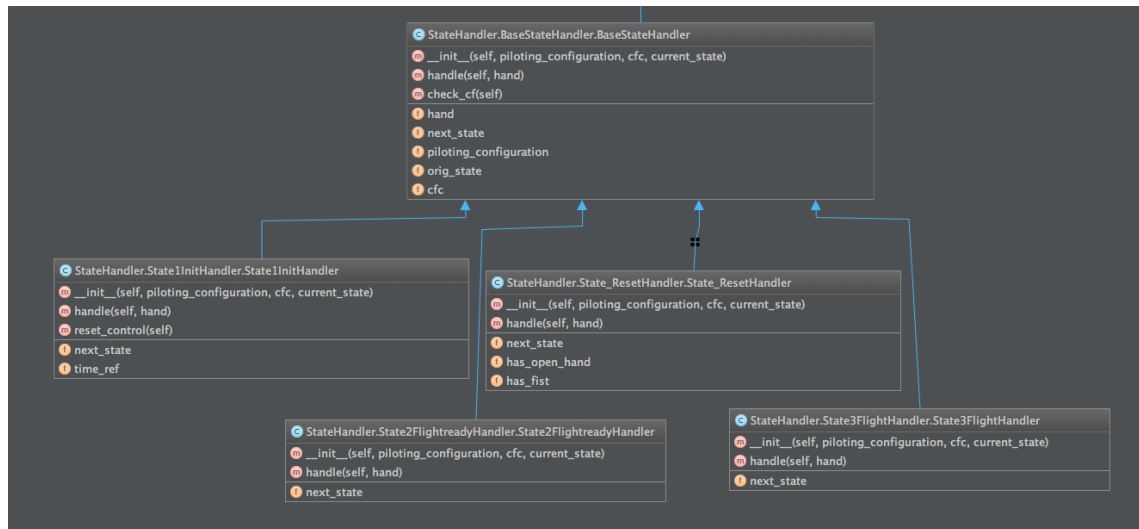 StateHandler.BaseStateHandler.BaseStateHandler
__init__(self, piloting_configuration, cfc, current_state)
handle(self, hand)
check_cf(self)
hand
next_state
piloting_configuration
orig_state
cfc
StateHandler.State1InitHandler.State1InitHandler
__init__(self, piloting_configuration, cfc, current_state)
handle(self, hand)
reset_control(self)
next_state
time_ref
StateHandler.State_ResetHandler.State_ResetHandler
__init__(self, piloting_configuration, cfc, current_state)
handle(self, hand)
next_state
has_open_hand
has_fist
StateHandler.State2FlightreadyHandler.State2FlightreadyHandler
__init__(self, piloting_configuration, cfc, current_state)
handle(self, hand)
next_state
StateHandler.State3FlightHandler.State3FlightHandler
__init__(self, piloting_configuration, cfc, current_state)
handle(self, hand)
next_state